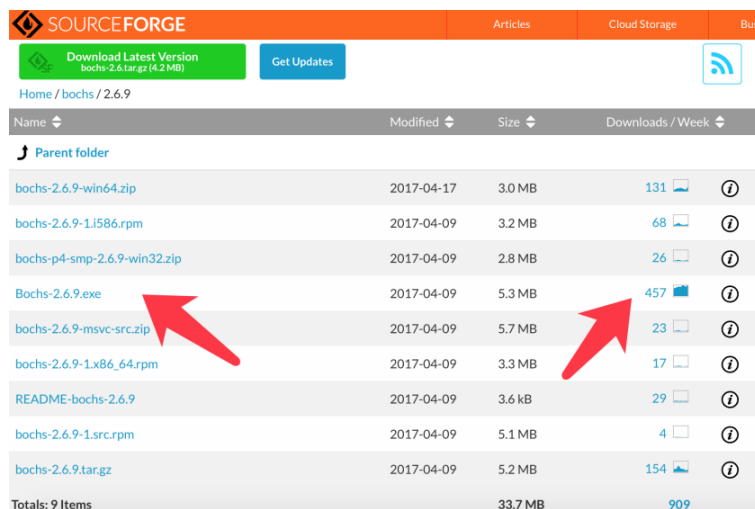 SOURCEFORGE Articles Cloud Storage
Download Latest Version
bochs-2.6.tar.gz (4.2 MB)
Get Updates
Home / bochs / 2.6.9
Name Modified Size Downloads / Week
Parent folder
bochs-2.6.9-win64.zip 2017-04-17 3.0 MB 131
bochs-2.6.9-1.i586.rpm 2017-04-09 3.2 MB 68
bochs-p4-smp-2.6.9-win32.zip 2017-04-09 2.8 MB 26
Bochs-2.6.9.exe 2017-04-09 5.3 MB 457
bochs-2.6.9-msvc-src.zip 2017-04-09 5.7 MB 23
bochs-2.6.9-1.x86_64.rpm 2017-04-09 3.3 MB 17
README-bochs-2.6.9 2017-04-09 3.6 kB 29
bochs-2.6.9-1.src.rpm 2017-04-09 5.1 MB 4
bochs-2.6.9.tar.gz 2017-04-09 5.2 MB 154
Totals: 9 Items 33.7 MB 909